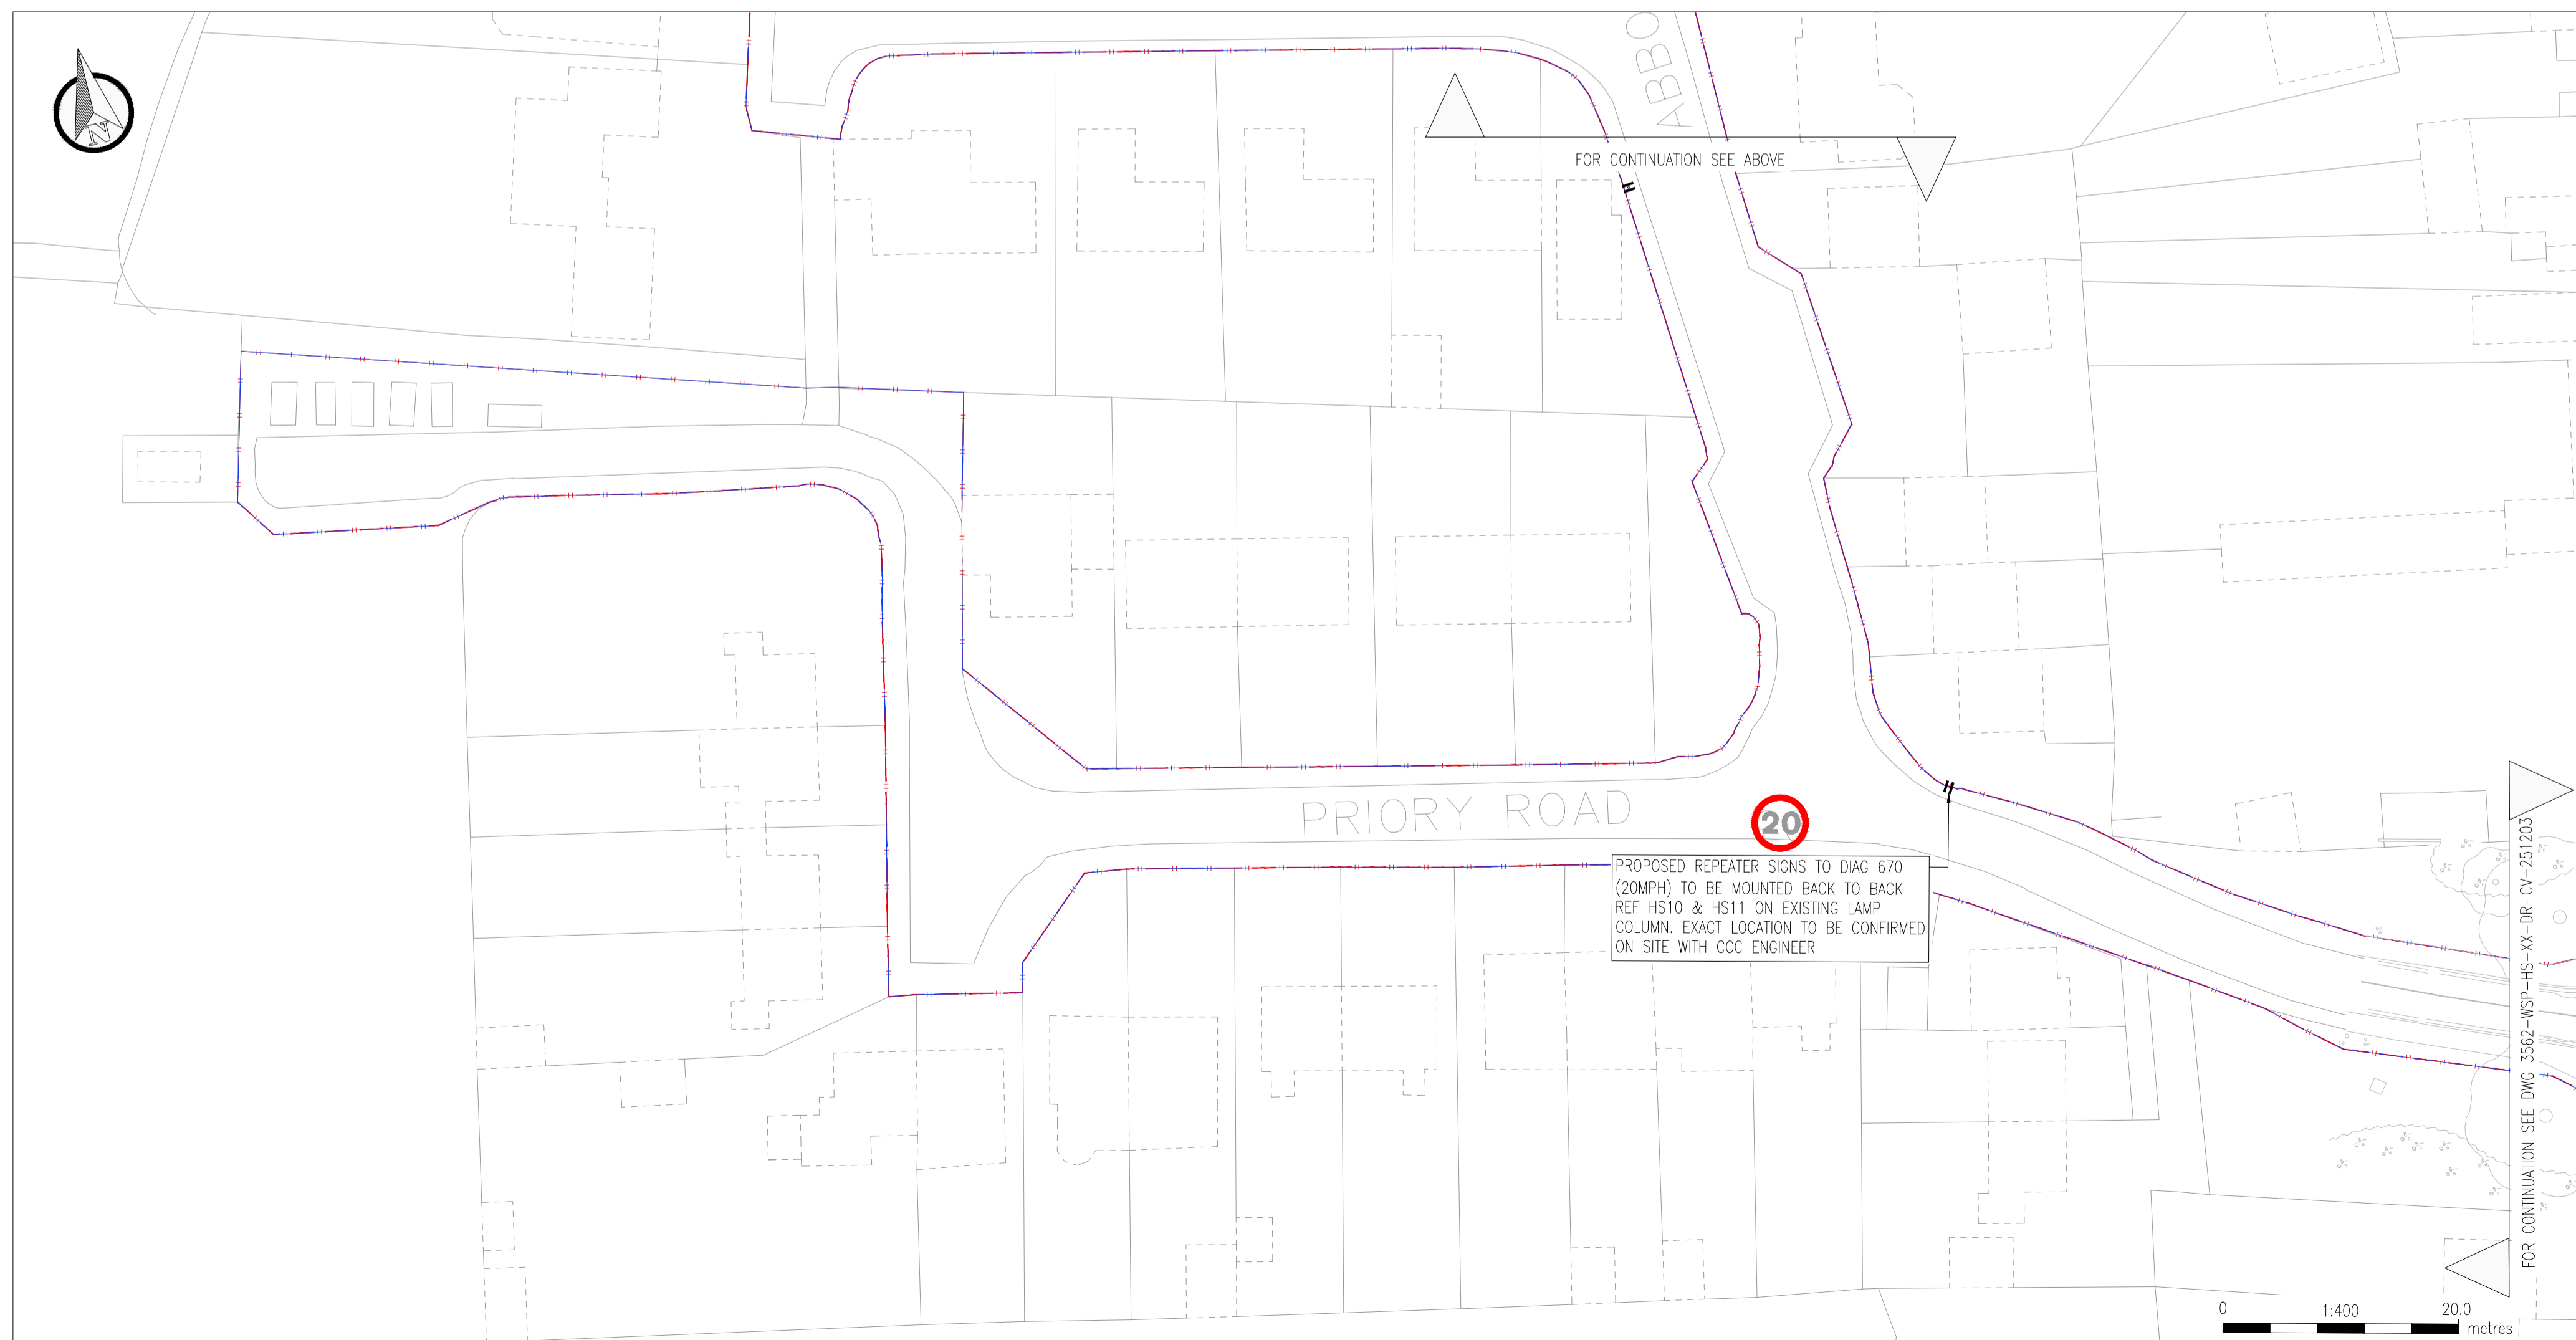 N
ABBO
FOR CONTINUATION SEE ABOVE
PRIORY ROAD
20
PROPOSED REPEATER SIGNS TO DIAG 670
(20MPH) TO BE MOUNTED BACK TO BACK
REF HS10 & HS11 ON EXISTING LAMP
COLUMN. EXACT LOCATION TO BE CONFIRMED
ON SITE WITH CCC ENGINEER
FOR CONTINUATION SEE DWG 3562-WSP-HS-XX-DR-CV-251203
0 1:400 20.0
metres